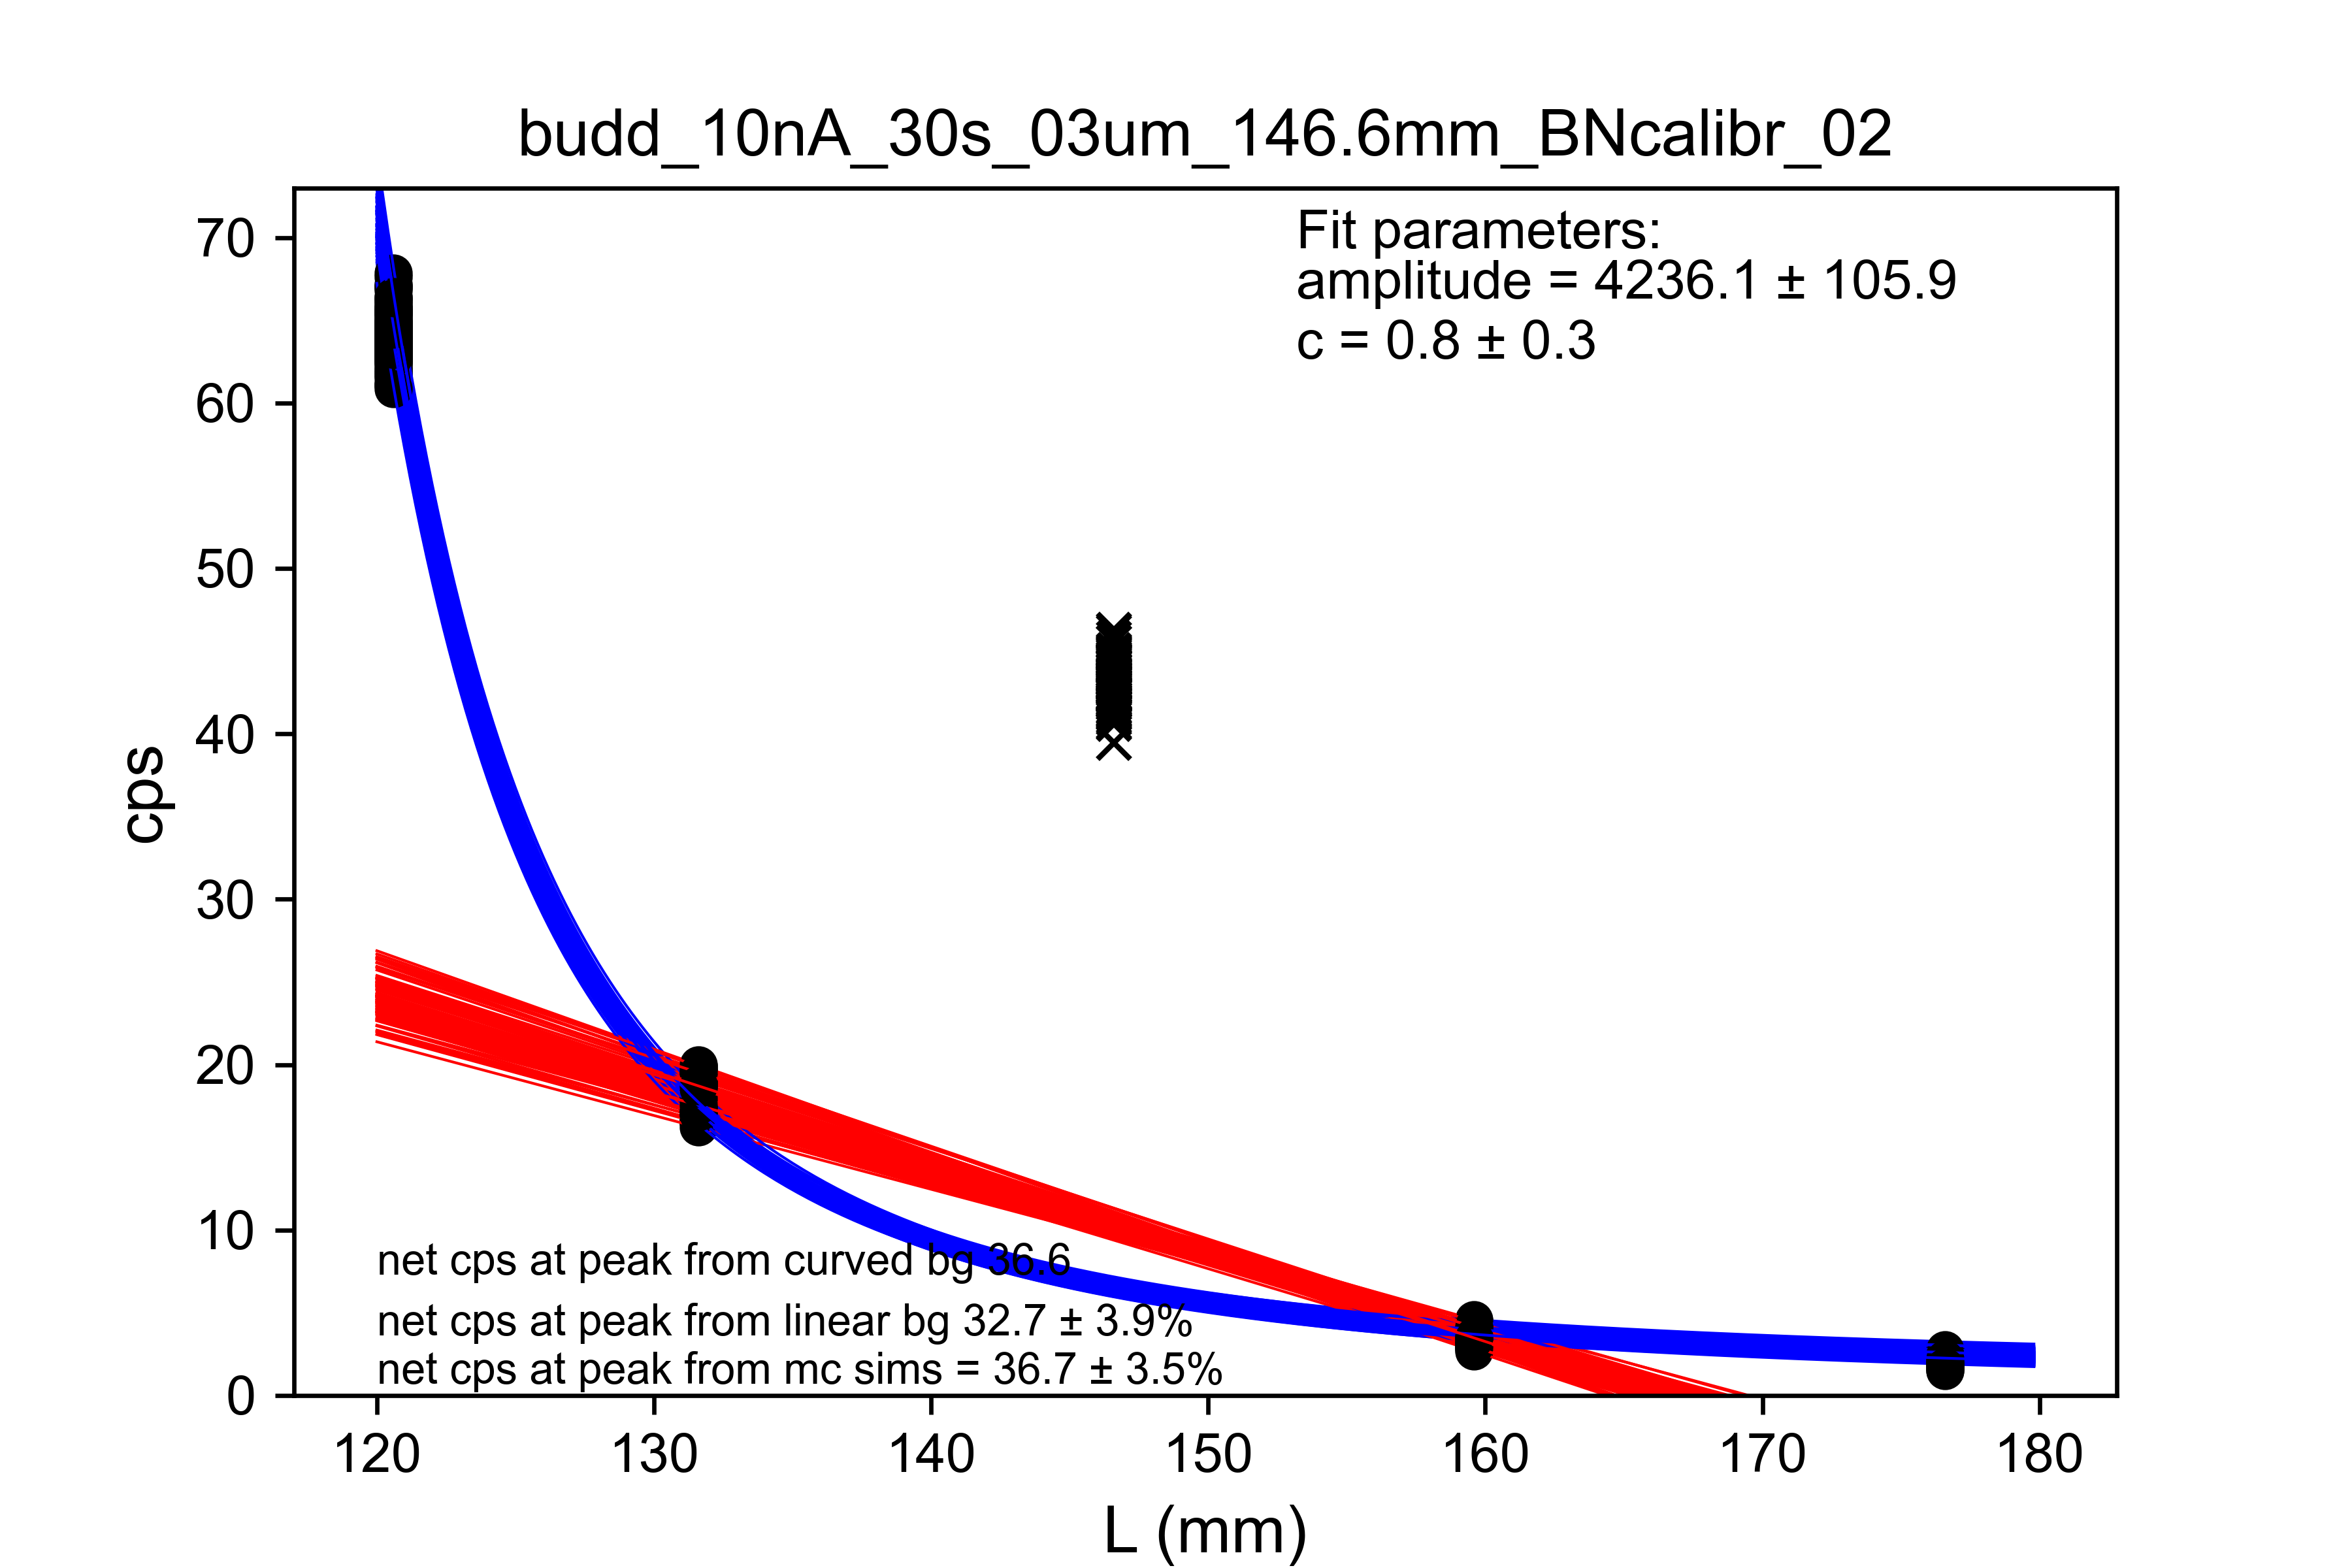 budd_10nA_30s_03um_146.6mm_BNcalibr_02
Fit parameters:
amplitude = 4236.1 ± 105.9
c = 0.8 ± 0.3
70
60
50
40
30
20
10
0
cps
net cps at peak from curved bg 36.6
net cps at peak from linear bg 32.7 ± 3.9%
net cps at peak from mc sims = 36.7 ± 3.5%
120 130 140 150 160 170 180
L (mm)